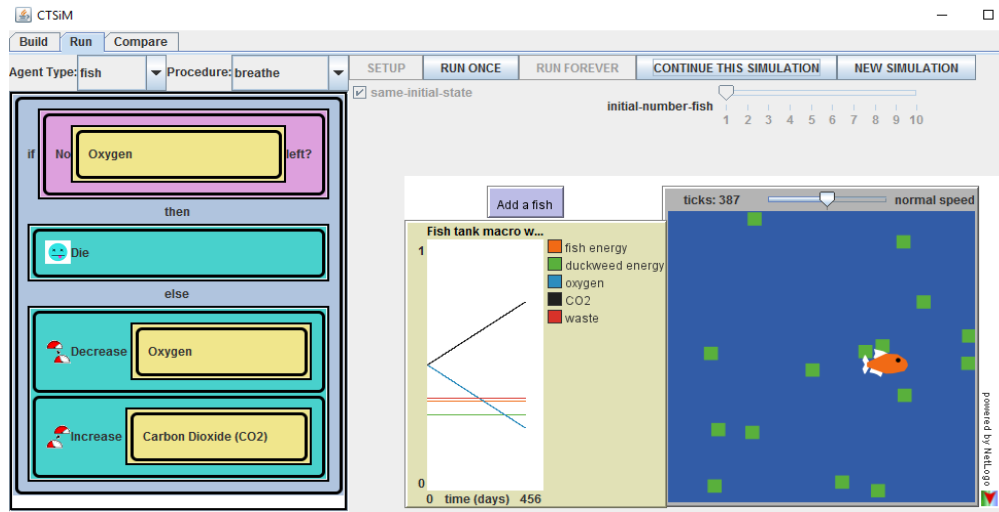 CTSiM
Build Run Compare
Agent Type: fish Procedure: breathe SETUP RUN ONCE RUN FOREVER CONTINUE THIS SIMULATION NEW SIMULATION
same-initial-state
initial-number-fish
1 2 3 4 5 6 7 8 9 10
if No Oxygen left?
then
Die
else
Decrease Oxygen
Increase Carbon Dioxide (CO2)
Add a fish
ticks: 387 normal speed
Fish tank macro w...
1
0
0 time (days) 456
fish energy
duckweed energy
oxygen
CO2
waste
powered by NetLogo